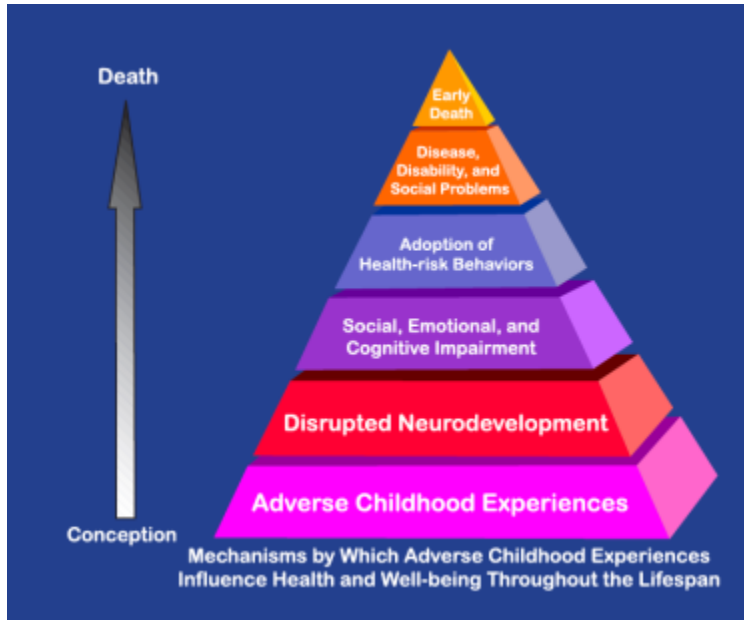 Death
Early
Death
Disease,
Disability, and
Social Problems
Adoption of
Health-risk Behaviors
Social, Emotional, and
Cognitive Impairment
Disrupted Neurodevelopment
Adverse Childhood Experiences
Conception
Mechanisms by Which Adverse Childhood Experiences
Influence Health and Well-being Throughout the Lifespan